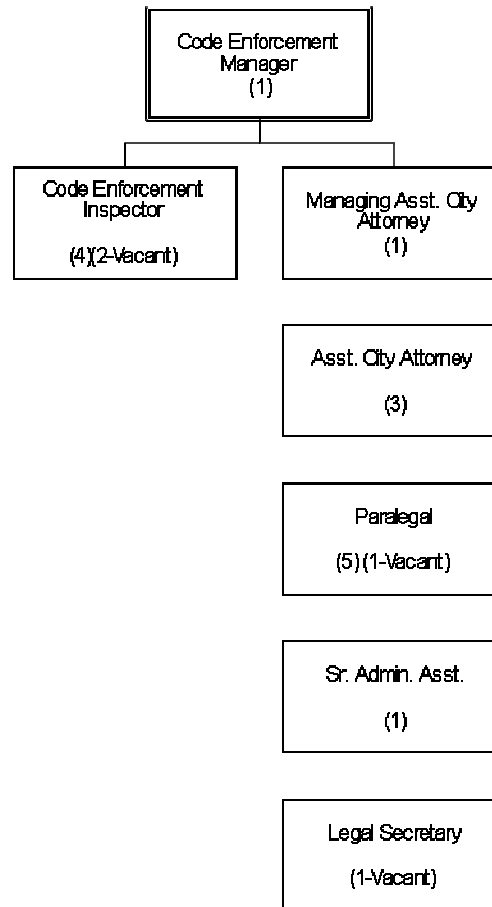 Code Enforcement
Manager
(1)
Code Enforcement
Inspector
(4)(2-Vacant)
Managing Asst. City
Attorney
(1)
Asst. City Attorney
(3)
Paralegal
(5)(1-Vacant)
Sr. Admin. Asst.
(1)
Legal Secretary
(1-Vacant)